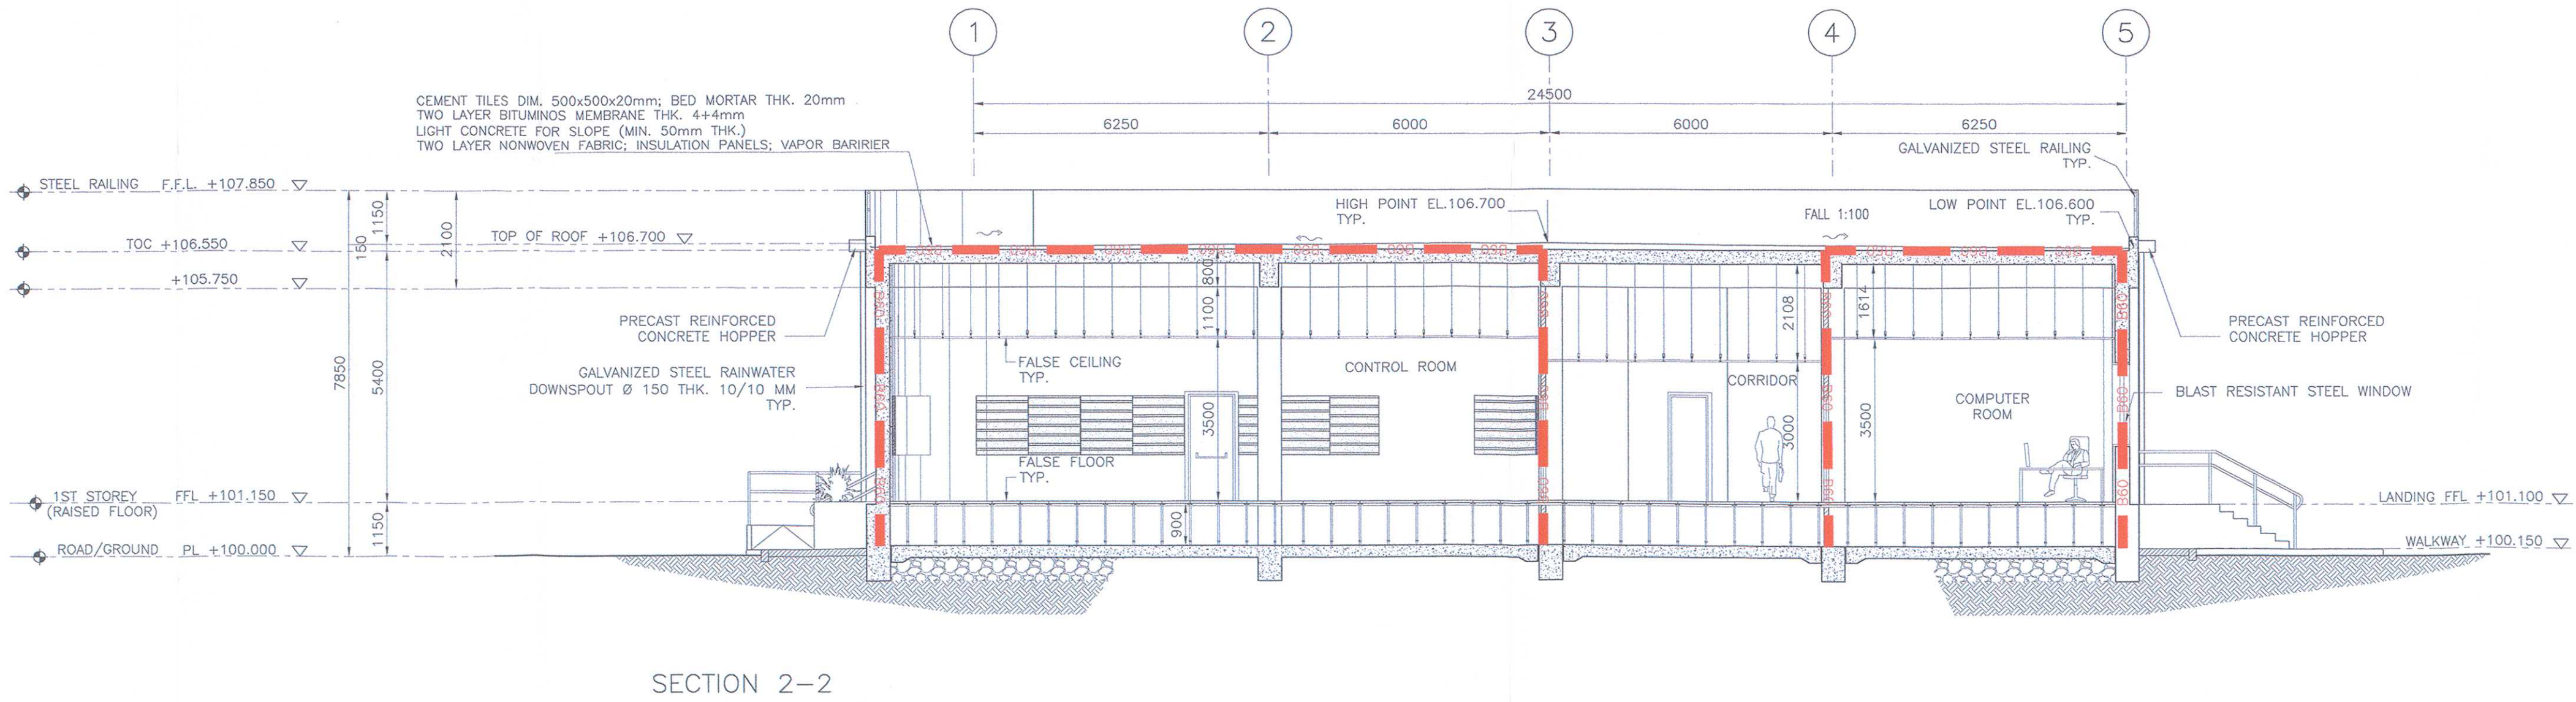 1
2
3
4
5
24500
6250
6000
6000
6250
CEMENT TILES DIM. 500x500x20mm; BED MORTAR THK. 20mm
TWO LAYER BITUMINOS MEMBRANE THK. 4+4mm
LIGHT CONCRETE FOR SLOPE (MIN. 50mm THK.)
TWO LAYER NONWOVEN FABRIC; INSULATION PANELS; VAPOR BARIRIER
GALVANIZED STEEL RAILING
TYP.
STEEL RAILING F.F.L. +107.850
HIGH POINT EL.106.700
TYP.
FALL 1:100
LOW POINT EL.106.600
TYP.
TOC +106.550
TOP OF ROOF +106.700
+105.750
1150
150
2100
7850
5400
1150
PRECAST REINFORCED
CONCRETE HOPPER
GALVANIZED STEEL RAINWATER
DOWNSPOUT Ø 150 THK. 10/10 MM
TYP.
800
1100
3500
900
FALSE CEILING
TYP.
CONTROL ROOM
FALSE FLOOR
TYP.
2108
3000
CORRIDOR
1614
3500
COMPUTER
ROOM
B60
B60
B60
PRECAST REINFORCED
CONCRETE HOPPER
BLAST RESISTANT STEEL WINDOW
1ST STOREY FFL +101.150
(RAISED FLOOR)
ROAD/GROUND PL +100.000
LANDING FFL +101.100
WALKWAY +100.150
SECTION 2-2